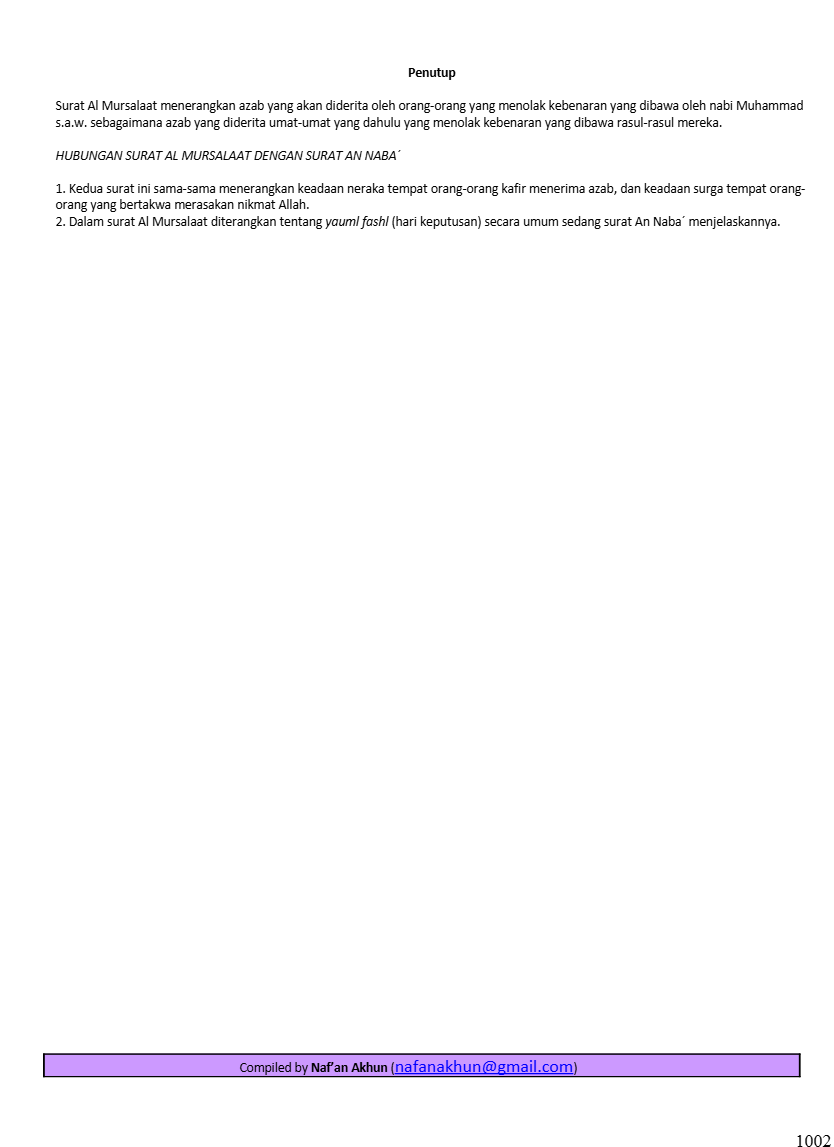 Penutup
Surat Al Mursalaat menerangkan azab yang akan diderita oleh orang-orang yang menolak kebenaran yang dibawa oleh nabi Muhammad
s.a.w. sebagaimana azab yang diderita umat-umat yang dahulu yang menolak kebenaran yang dibawa rasul-rasul mereka.
HUBUNGAN SURAT AL MURSALAAT DENGAN SURAT AN NABA´
1. Kedua surat ini sama-sama menerangkan keadaan neraka tempat orang-orang kafir menerima azab, dan keadaan surga tempat orang-
orang yang bertakwa merasakan nikmat Allah.
2. Dalam surat Al Mursalaat diterangkan tentang yauml fashl (hari keputusan) secara umum sedang surat An Naba´ menjelaskannya.
Compiled by Naf’an Akhun (nafanakhun@gmail.com)
1002